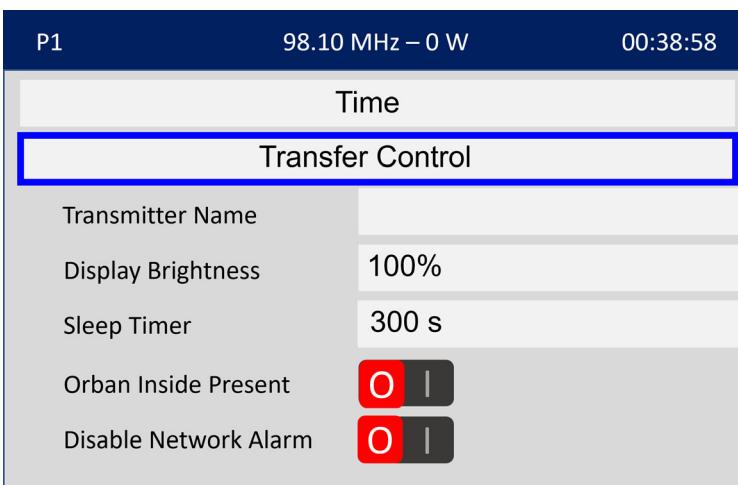 P1 98.10 MHz – 0 W 00:38:58
Time
Transfer Control
Transmitter Name
Display Brightness 100%
Sleep Timer 300 s
Orban Inside Present O |
Disable Network Alarm O |